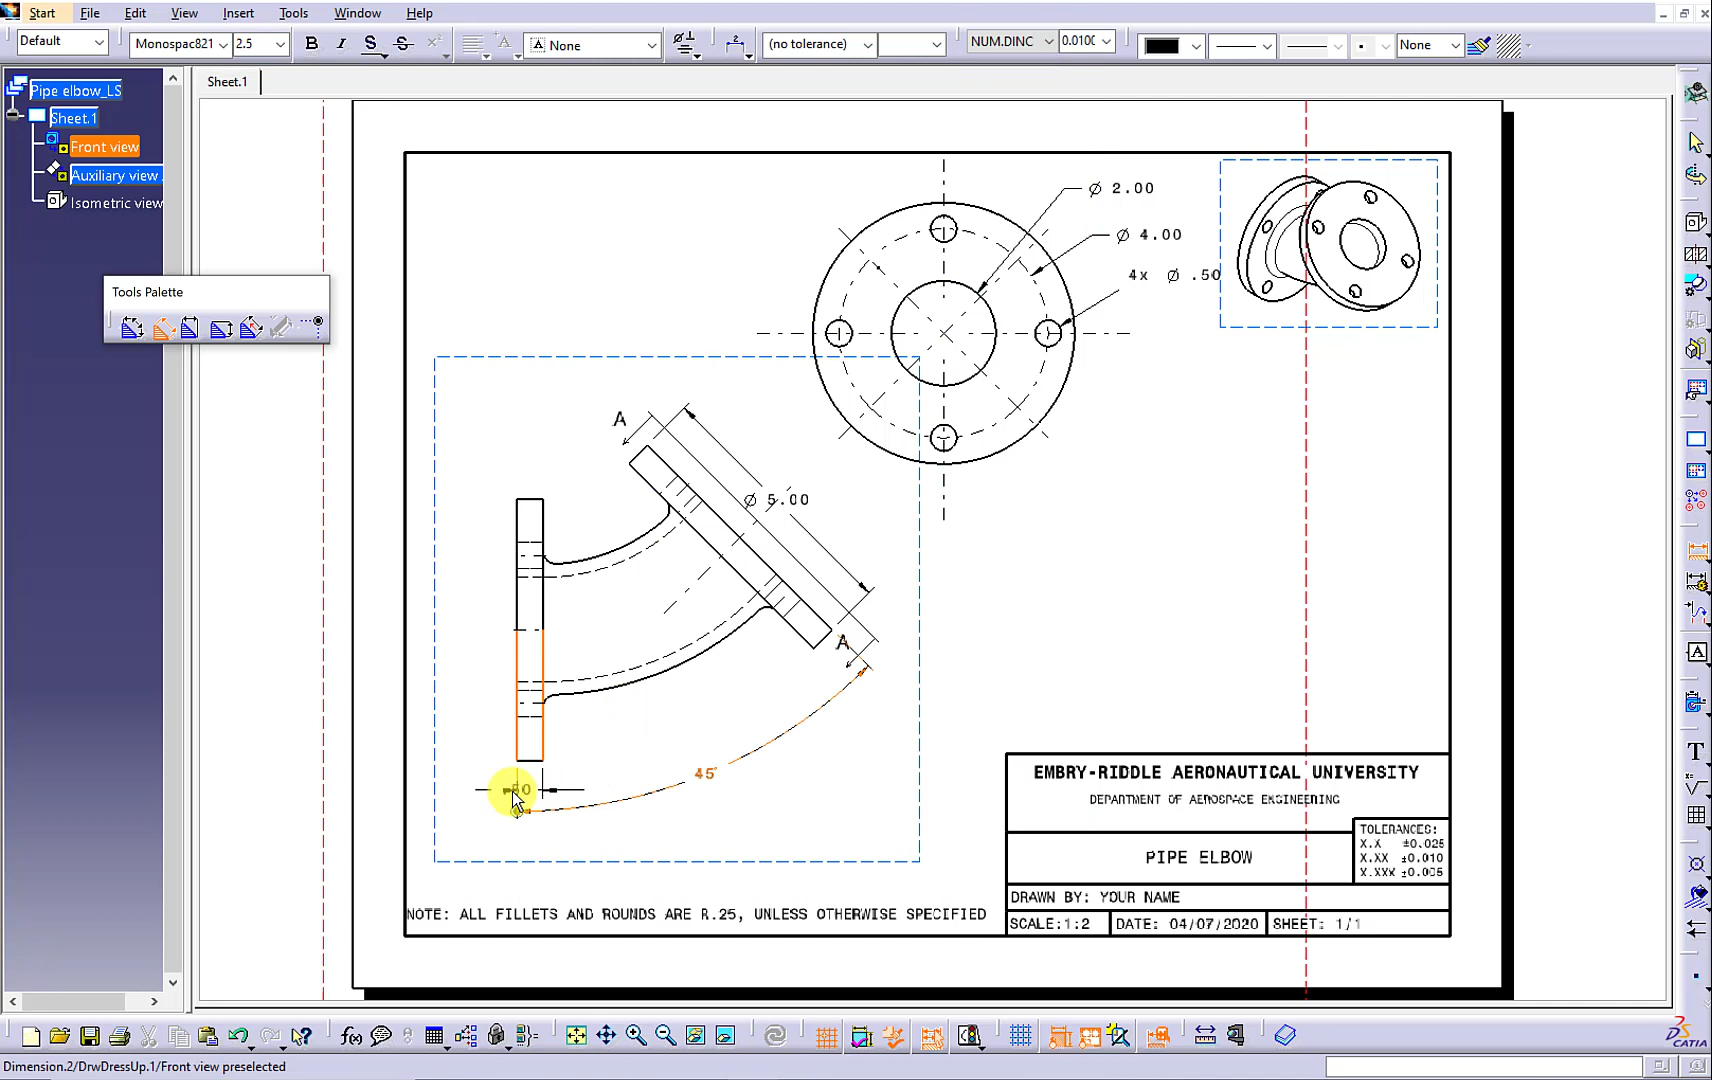 Start File Edit View Insert Tools Window Help
Default Monospac821 2.5 B I S S None (no tolerance) NUM.DINC 0.0100 None
Sheet.1
Pipe elbow_LS
Sheet.1
Front view
Auxiliary view
Isometric view
Tools Palette
Ø 2.00
Ø 4.00
4x Ø .50
A
Ø 5.00
A
45°
EMBRY-RIDDLE AERONAUTICAL UNIVERSITY
DEPARTMENT OF AEROSPACE ENGINEERING
TOLERANCES:
X.X ±0.025
X.XX ±0.010
X.XXX ±0.005
PIPE ELBOW
DRAWN BY: YOUR NAME
SCALE:1:2 DATE: 04/07/2020 SHEET: 1/1
NOTE: ALL FILLETS AND ROUNDS ARE R.25, UNLESS OTHERWISE SPECIFIED
CATIA
Dimension.2/DrwDressUp.1/Front view preselected